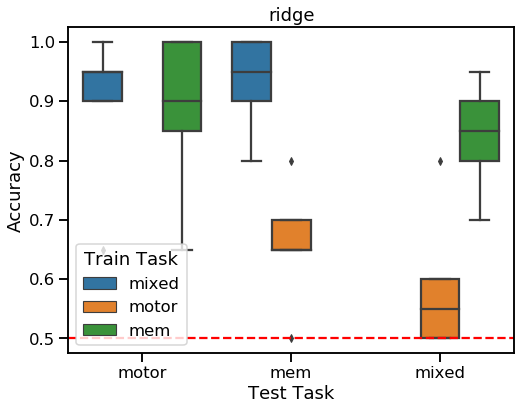 ridge
Accuracy
1.0
0.9
0.8
0.7
0.6
0.5
Train Task
mixed
motor
mem
motor
mem
mixed
Test Task